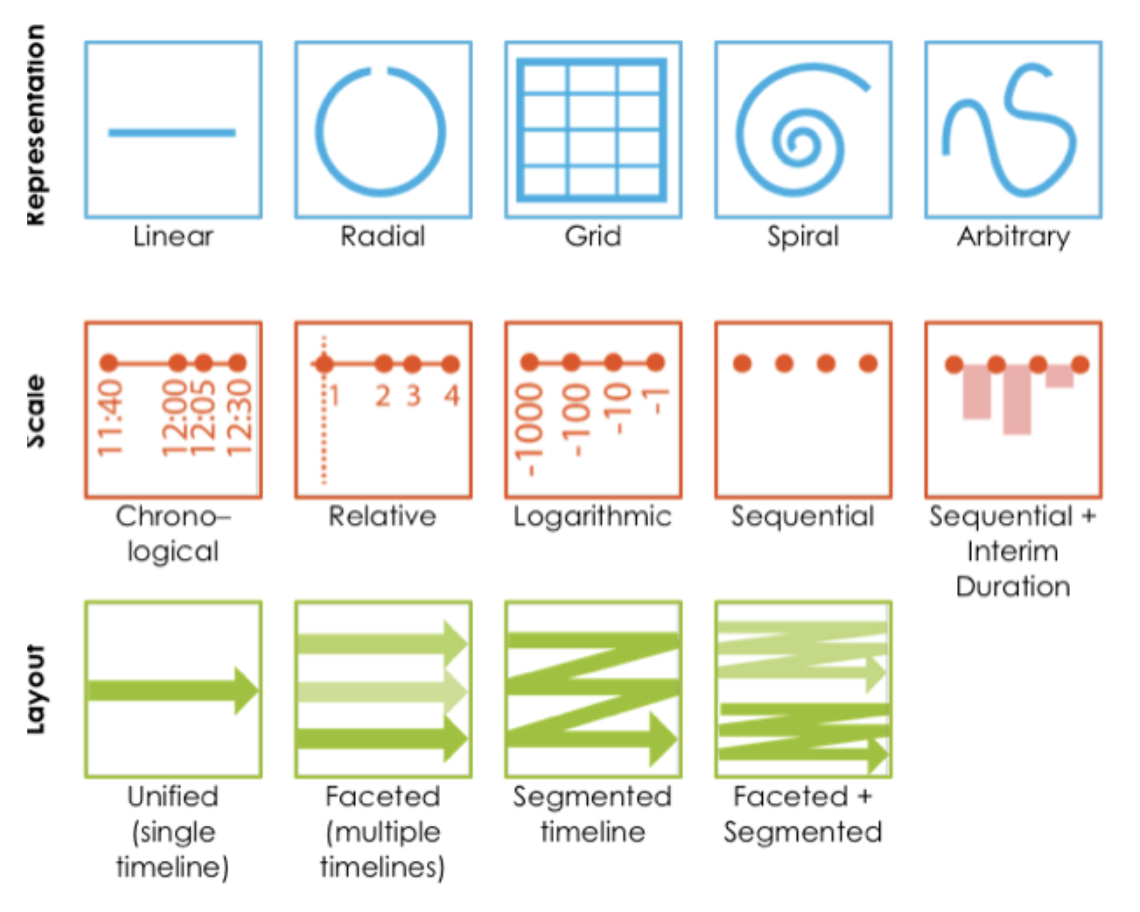 Representation
Linear
Radial
Grid
Spiral
Arbitrary
Scale
11:40
12:00
12:05
12:30
1
2
3
4
-1000
-100
-10
-1
Chrono–
logical
Relative
Logarithmic
Sequential
Sequential +
Interim
Duration
Layout
Unified
(single
timeline)
Faceted
(multiple
timelines)
Segmented
timeline
Faceted +
Segmented